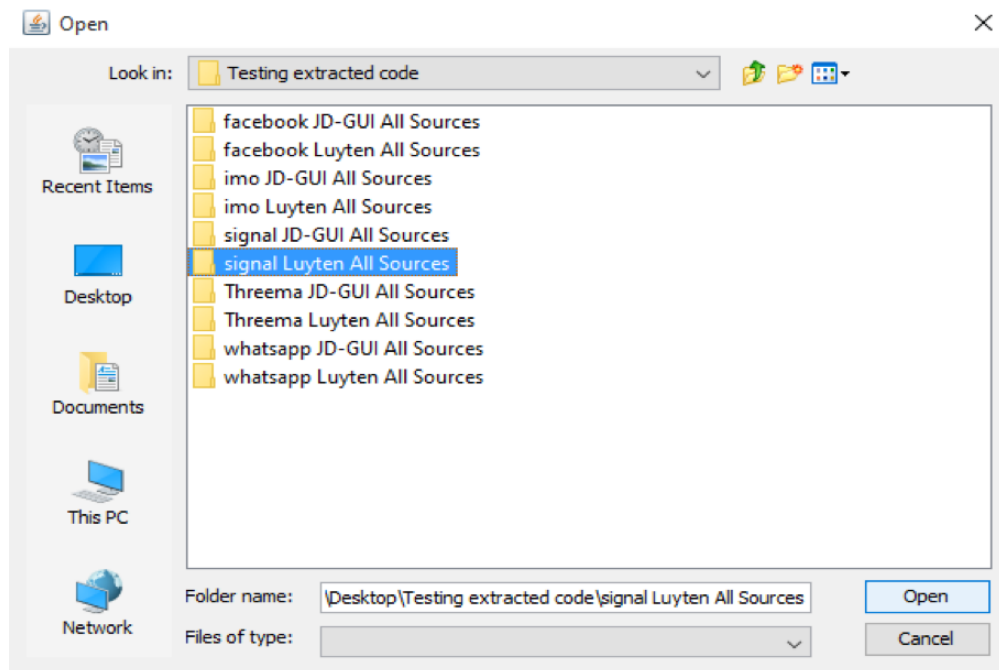 Open
Look in:
Testing extracted code
Recent Items
Desktop
Documents
This PC
Network
facebook JD-GUI All Sources
facebook Luyten All Sources
imo JD-GUI All Sources
imo Luyten All Sources
signal JD-GUI All Sources
signal Luyten All Sources
Threema JD-GUI All Sources
Threema Luyten All Sources
whatsapp JD-GUI All Sources
whatsapp Luyten All Sources
Folder name:
\Desktop\Testing extracted code\signal Luyten All Sources
Open
Files of type:
Cancel